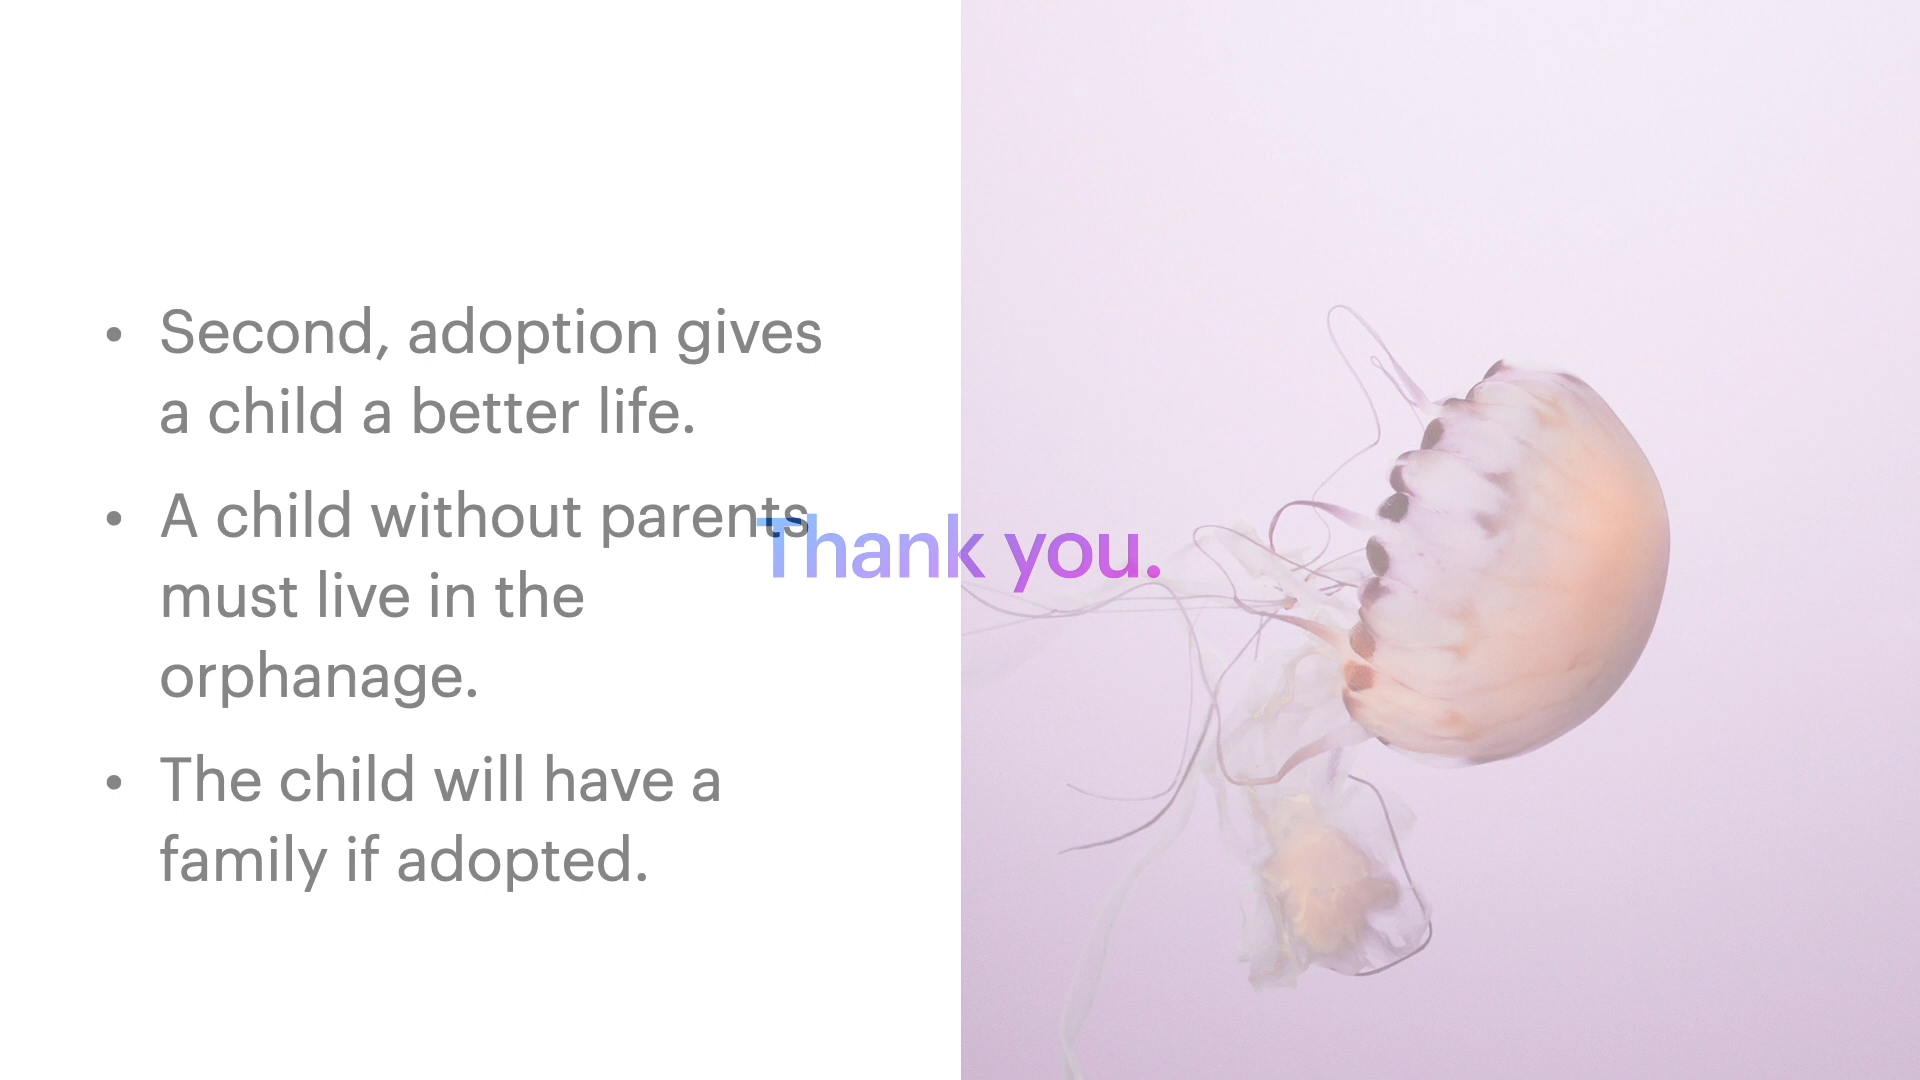 • Second, adoption gives
a child a better life.
• A child without parents
must live in the
orphanage.
• The child will have a
family if adopted.
Thank you.